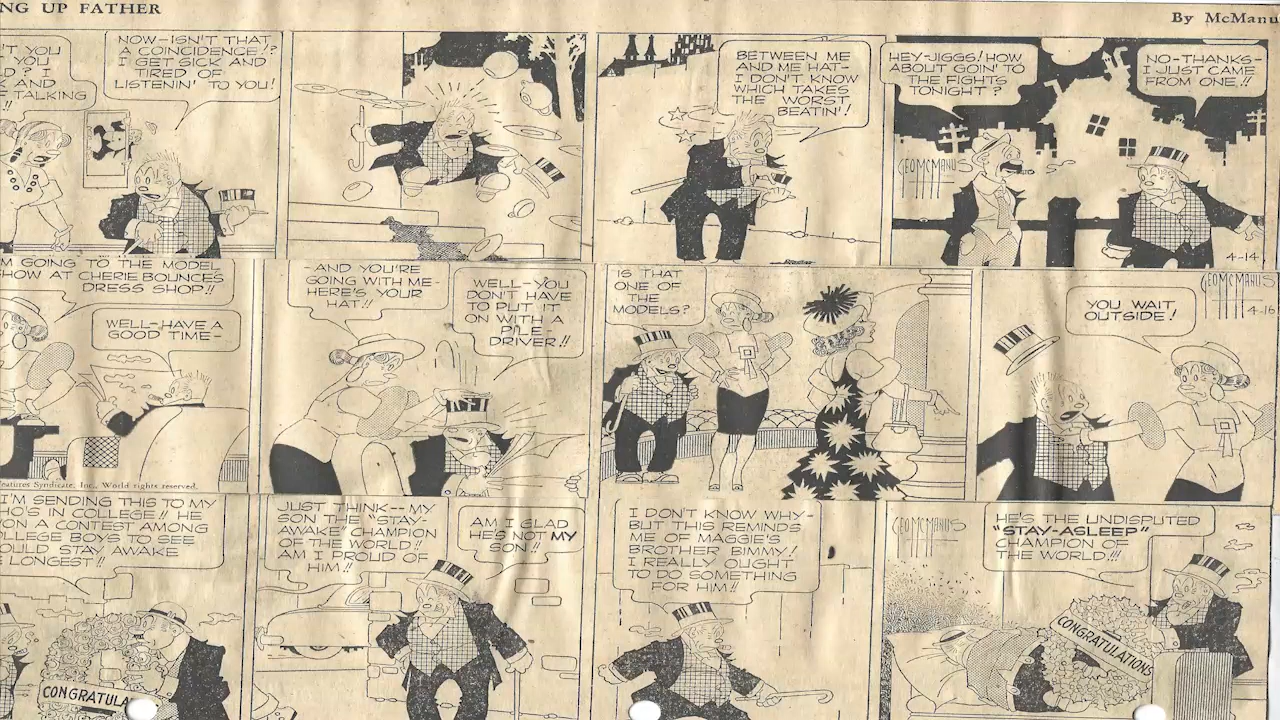 NG UP FATHER
By McManu
'T YOU
YOU
D? I
K AND
TALKING
!!
NOW-ISN'T THAT
A COINCIDENCE!?
I GET SICK AND
TIRED OF
LISTENIN' TO YOU!
BETWEEN ME
AND ME HAT-
I DON'T KNOW
WHICH TAKES
THE WORST
BEATIN'!
HEY-JIGGS! HOW
ABOUT GOIN' TO
THE FIGHTS
TONIGHT?
NO-THANKS-
I JUST CAME
FROM ONE!!
GEO MCMANUS
4-14
M GOING TO THE MODEL
SHOW AT CHERIE BOUNCE'S
DRESS SHOP!!
WELL-HAVE A
GOOD TIME-
eatures Syndicate, Inc., World rights reserved.
-AND YOU'RE
GOING WITH ME-
HERE'S YOUR
HAT!!
WELL-YOU
DON'T HAVE
TO PUT IT
ON WITH A
PILE-
DRIVER!!
IS THAT
ONE OF
THE
MODELS?
YOU WAIT
OUTSIDE!
GEO MCMANUS
4-16
I'M SENDING THIS TO MY
HO'S IN COLLEGE!! HE
ON A CONTEST AMONG
LLEGE BOYS TO SEE
OULD STAY AWAKE
LONGEST!!
CONGRATULA
JUST THINK--MY
SON, THE "STAY-
AWAKE CHAMPION
OF THE WORLD!!
AM I PROUD OF
HIM!!
AM I GLAD
HE'S NOT MY
SON!!
I DON'T KNOW WHY-
BUT THIS REMINDS
ME OF MAGGIE'S
BROTHER BIMMY!
I REALLY OUGHT
TO DO SOMETHING
FOR HIM!!
GEO MCMANUS
HE'S THE UNDISPUTED
"STAY-ASLEEP"
CHAMPION OF
THE WORLD!!!
CONGRATULATIONS